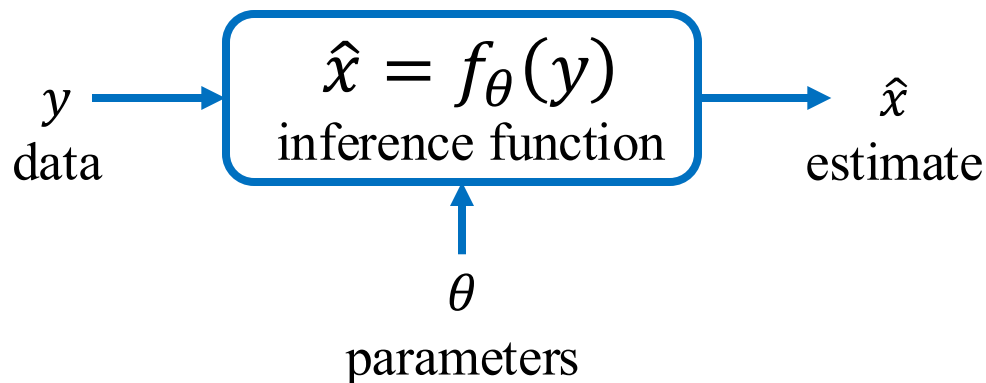 x̂ = f_θ(y)
inference function
y
data
x̂
estimate
θ
parameters